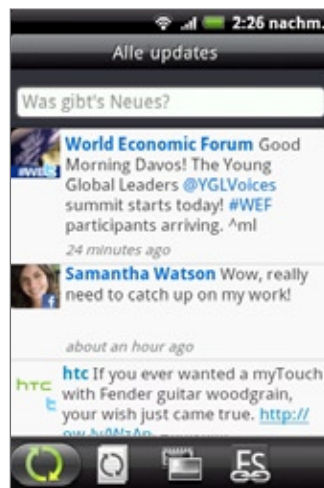 2:26 nachm.
Alle updates
Was gibt's Neues?
World Economic Forum Good
Morning Davos! The Young
Global Leaders @YGLVoices
summit starts today! #WEF
participants arriving. ^ml
24 minutes ago
Samantha Watson Wow, really
need to catch up on my work!
about an hour ago
htc If you ever wanted a myTouch
with Fender guitar woodgrain,
your wish just came true. http://
FS